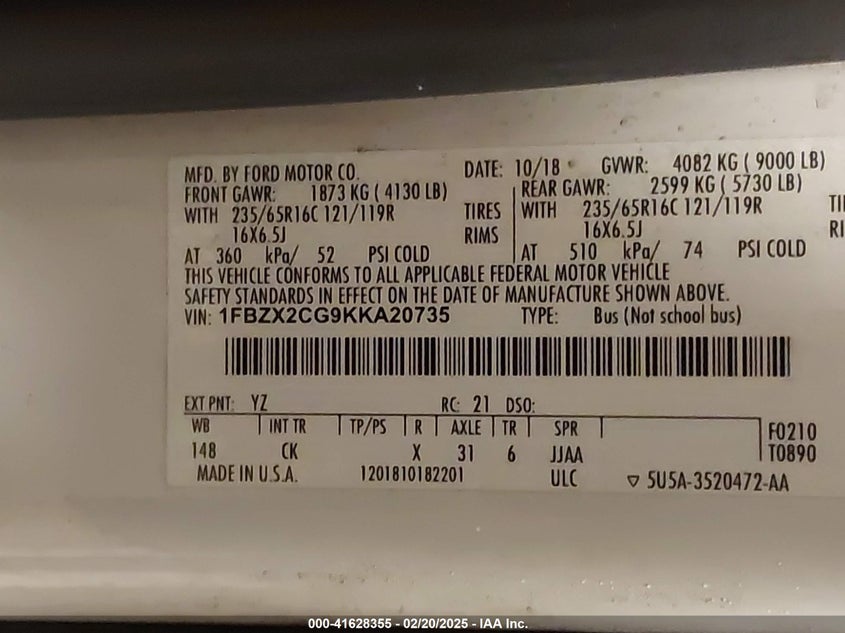 MFD. BY FORD MOTOR CO. DATE: 10/18 GVWR: 4082 KG ( 9000 LB)
FRONT GAWR: 1873 KG ( 4130 LB) REAR GAWR: 2599 KG ( 5730 LB)
WITH 235/65R16C 121/119R TIRES WITH 235/65R16C 121/119R
16X6.5J RIMS 16X6.5J
AT 360 kPa/ 52 PSI COLD AT 510 kPa/ 74 PSI COLD
THIS VEHICLE CONFORMS TO ALL APPLICABLE FEDERAL MOTOR VEHICLE
SAFETY STANDARDS IN EFFECT ON THE DATE OF MANUFACTURE SHOWN ABOVE.
VIN: 1FBZX2CG9KKA20735 TYPE: Bus (Not school bus)
EXT PNT: YZ RC: 21 DSO:
WB INT TR TP/PS R AXLE TR SPR F0210
148 CK X 31 6 JJAA T0890
MADE IN U.S.A. 1201810182201 ULC ▽ 5U5A-3520472-AA
000-41628355 - 02/20/2025 - IAA Inc.